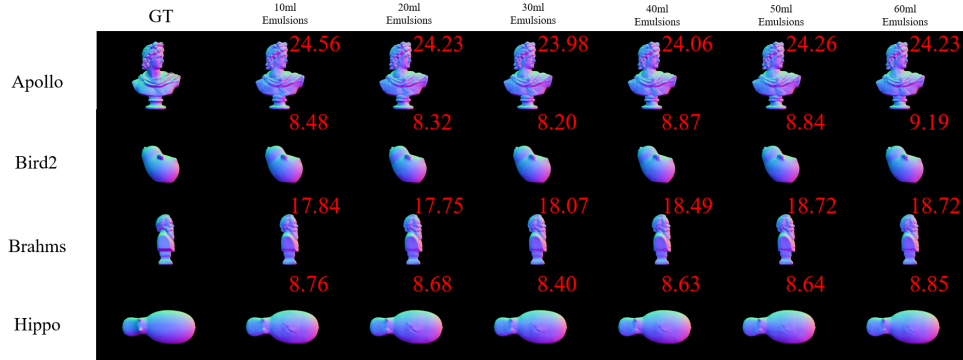 GT
10ml
Emulsions
20ml
Emulsions
30ml
Emulsions
40ml
Emulsions
50ml
Emulsions
60ml
Emulsions
Apollo
24.56 24.23 23.98 24.06 24.26 24.23
Bird2
8.48 8.32 8.20 8.87 8.84 9.19
Brahms
17.84 17.75 18.07 18.49 18.72 18.72
Hippo
8.76 8.68 8.40 8.63 8.64 8.85